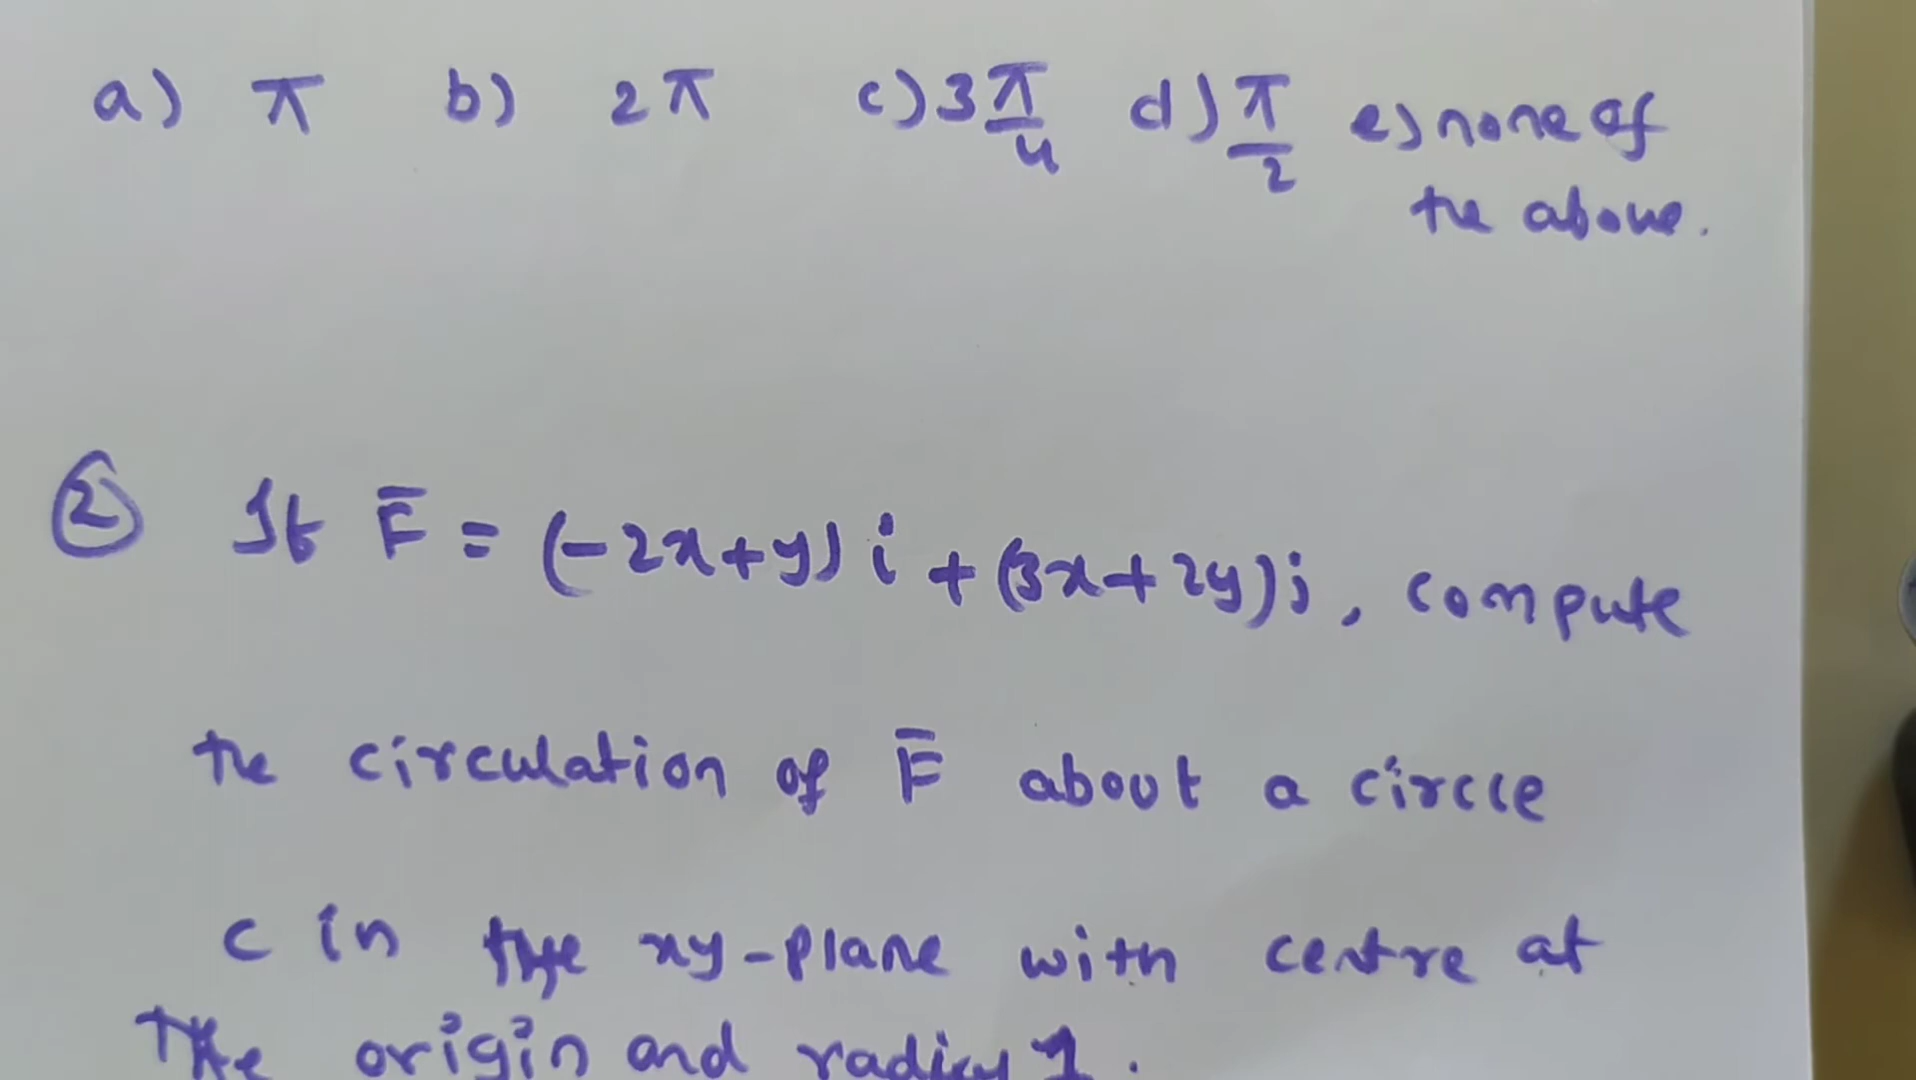 a) π b) 2π c) 3π/4 d) π/2 e) none of
the above.
② If F̅ = (-2x+y) i + (3x+2y)j, compute
the circulation of F̅ about a circle
c in the xy-plane with centre at
The origin and radius 1.